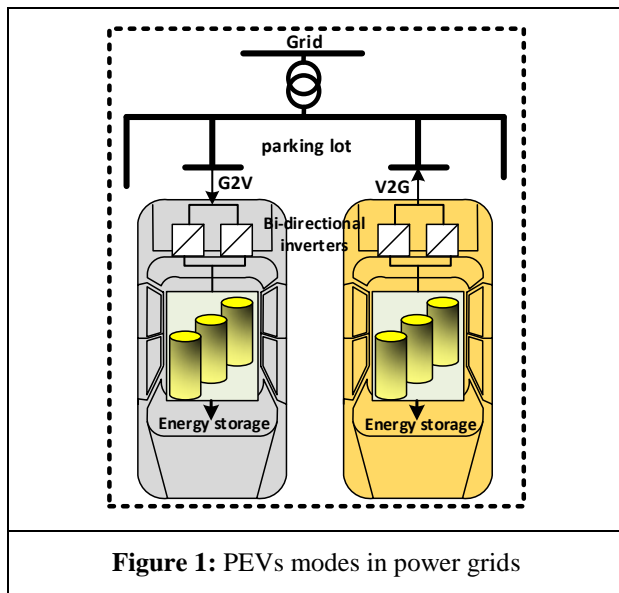 Grid
parking lot
G2V
V2G
Bi-directional
inverters
Energy storage
Energy storage
Figure 1: PEVs modes in power grids